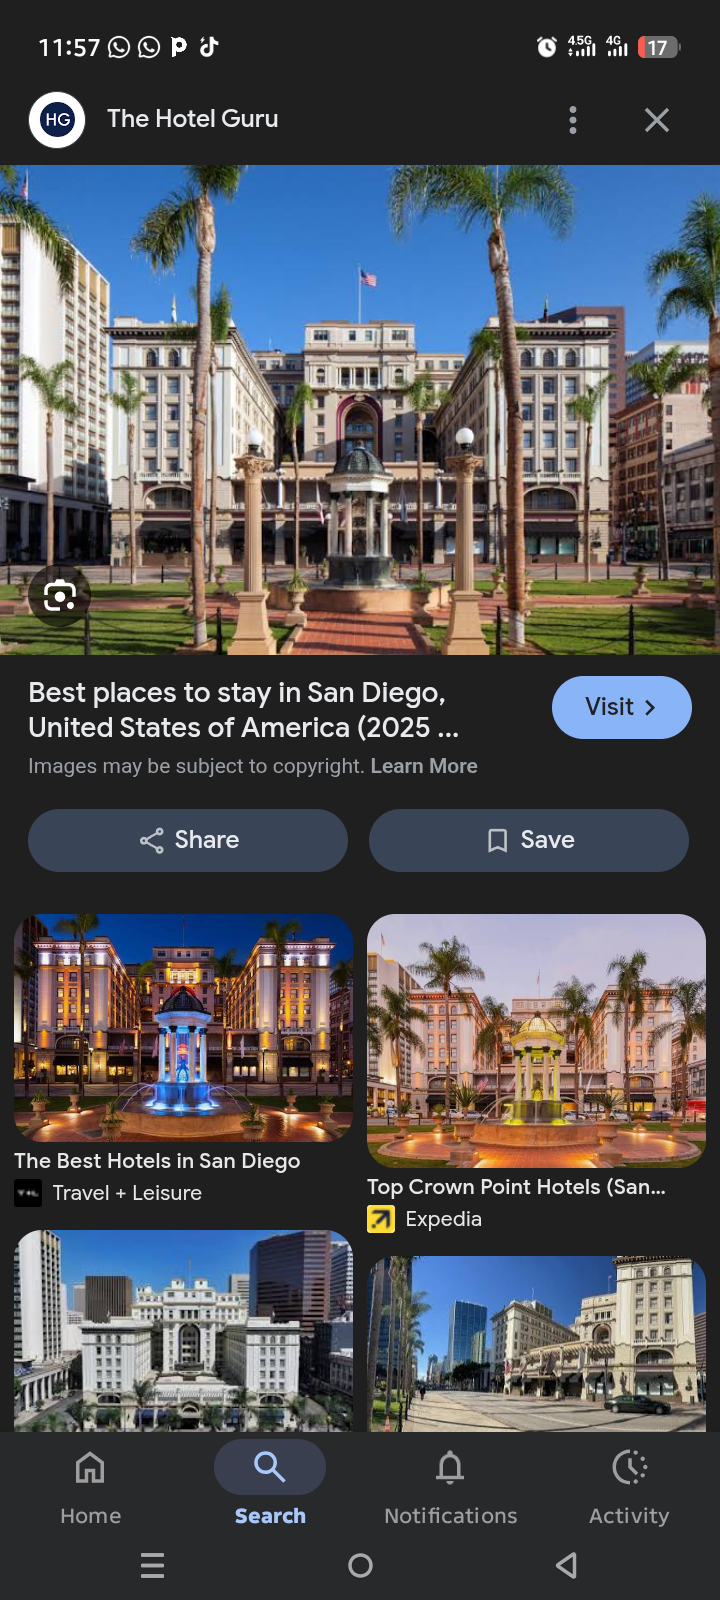 11:57
4.5G
4G
17
HG
The Hotel Guru
Best places to stay in San Diego,
United States of America (2025 ...
Visit
Images may be subject to copyright. Learn More
Share
Save
The Best Hotels in San Diego
Travel + Leisure
Top Crown Point Hotels (San...
Expedia
Home
Search
Notifications
Activity